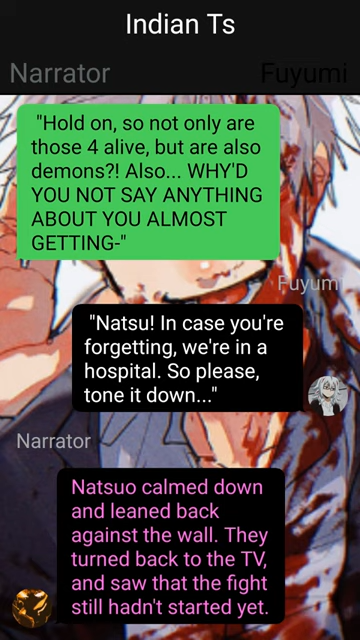 Indian Ts
Narrator
Fuyumi
"Hold on, so not only are
those 4 alive, but are also
demons?! Also... WHY'D
YOU NOT SAY ANYTHING
ABOUT YOU ALMOST
GETTING-"
Fuyumi
"Natsu! In case you're
forgetting, we're in a
hospital. So please,
tone it down..."
Narrator
Natsuo calmed down
and leaned back
against the wall. They
turned back to the TV,
and saw that the fight
still hadn't started yet.